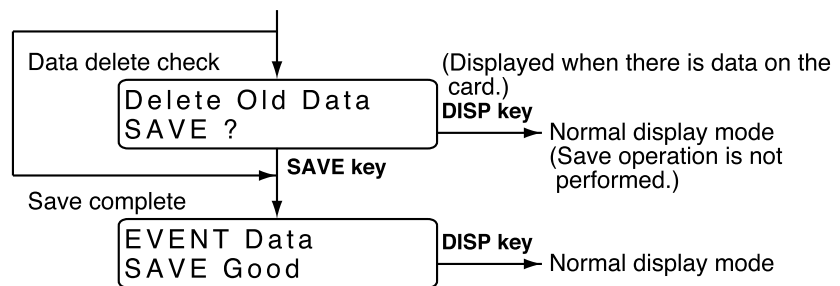 Data delete check
(Displayed when there is data on the
card.)
Delete Old Data
SAVE ?
DISP key
Normal display mode
(Save operation is not
performed.)
SAVE key
Save complete
EVENT Data
SAVE Good
DISP key
Normal display mode